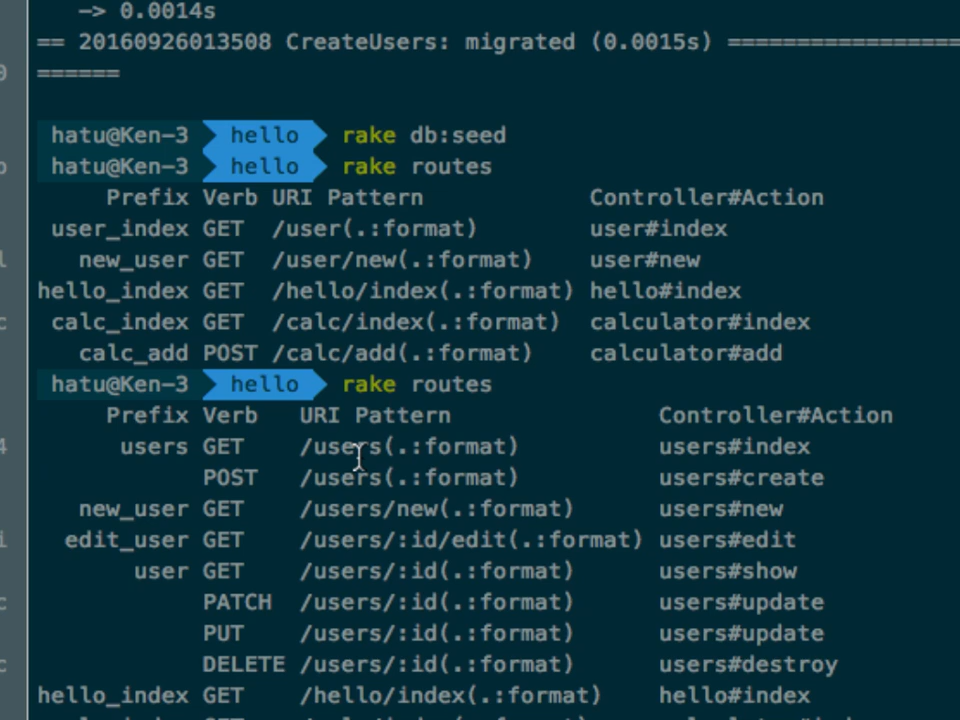 -> 0.0014s
== 20160926013508 CreateUsers: migrated (0.0015s) =================
======
hatu@Ken-3 hello rake db:seed
hatu@Ken-3 hello rake routes
Prefix Verb URI Pattern Controller#Action
user_index GET /user(.:format) user#index
new_user GET /user/new(.:format) user#new
hello_index GET /hello/index(.:format) hello#index
calc_index GET /calc/index(.:format) calculator#index
calc_add POST /calc/add(.:format) calculator#add
hatu@Ken-3 hello rake routes
Prefix Verb URI Pattern Controller#Action
users GET /users(.:format) users#index
POST /users(.:format) users#create
new_user GET /users/new(.:format) users#new
edit_user GET /users/:id/edit(.:format) users#edit
user GET /users/:id(.:format) users#show
PATCH /users/:id(.:format) users#update
PUT /users/:id(.:format) users#update
DELETE /users/:id(.:format) users#destroy
hello_index GET /hello/index(.:format) hello#index